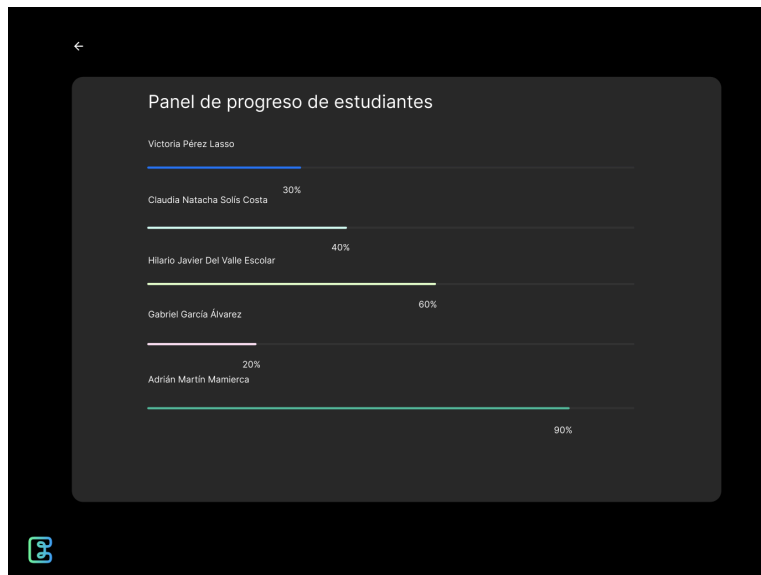 Panel de progreso de estudiantes
Victoria Pérez Lasso
30%
Claudia Natacha Solís Costa
40%
Hilario Javier Del Valle Escolar
60%
Gabriel García Álvarez
20%
Adrián Martín Mamierca
90%